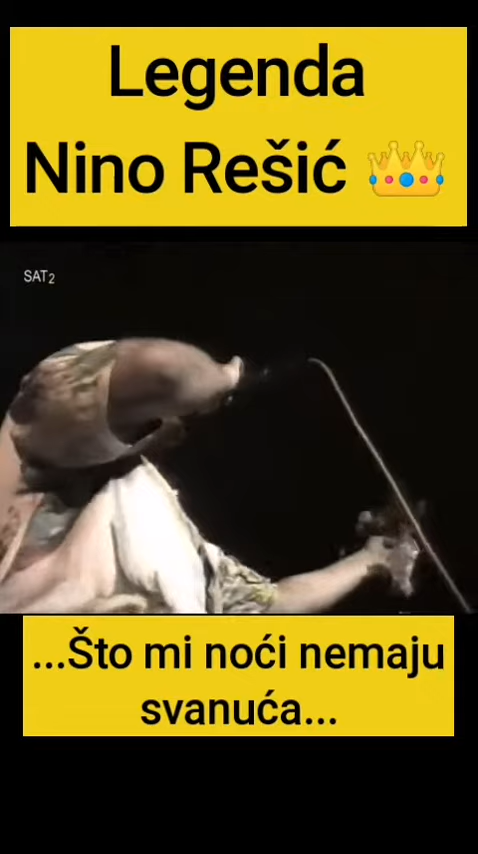 Legenda
Nino Rešić 👑
SAT2
...Što mi noći nemaju
svanuća...